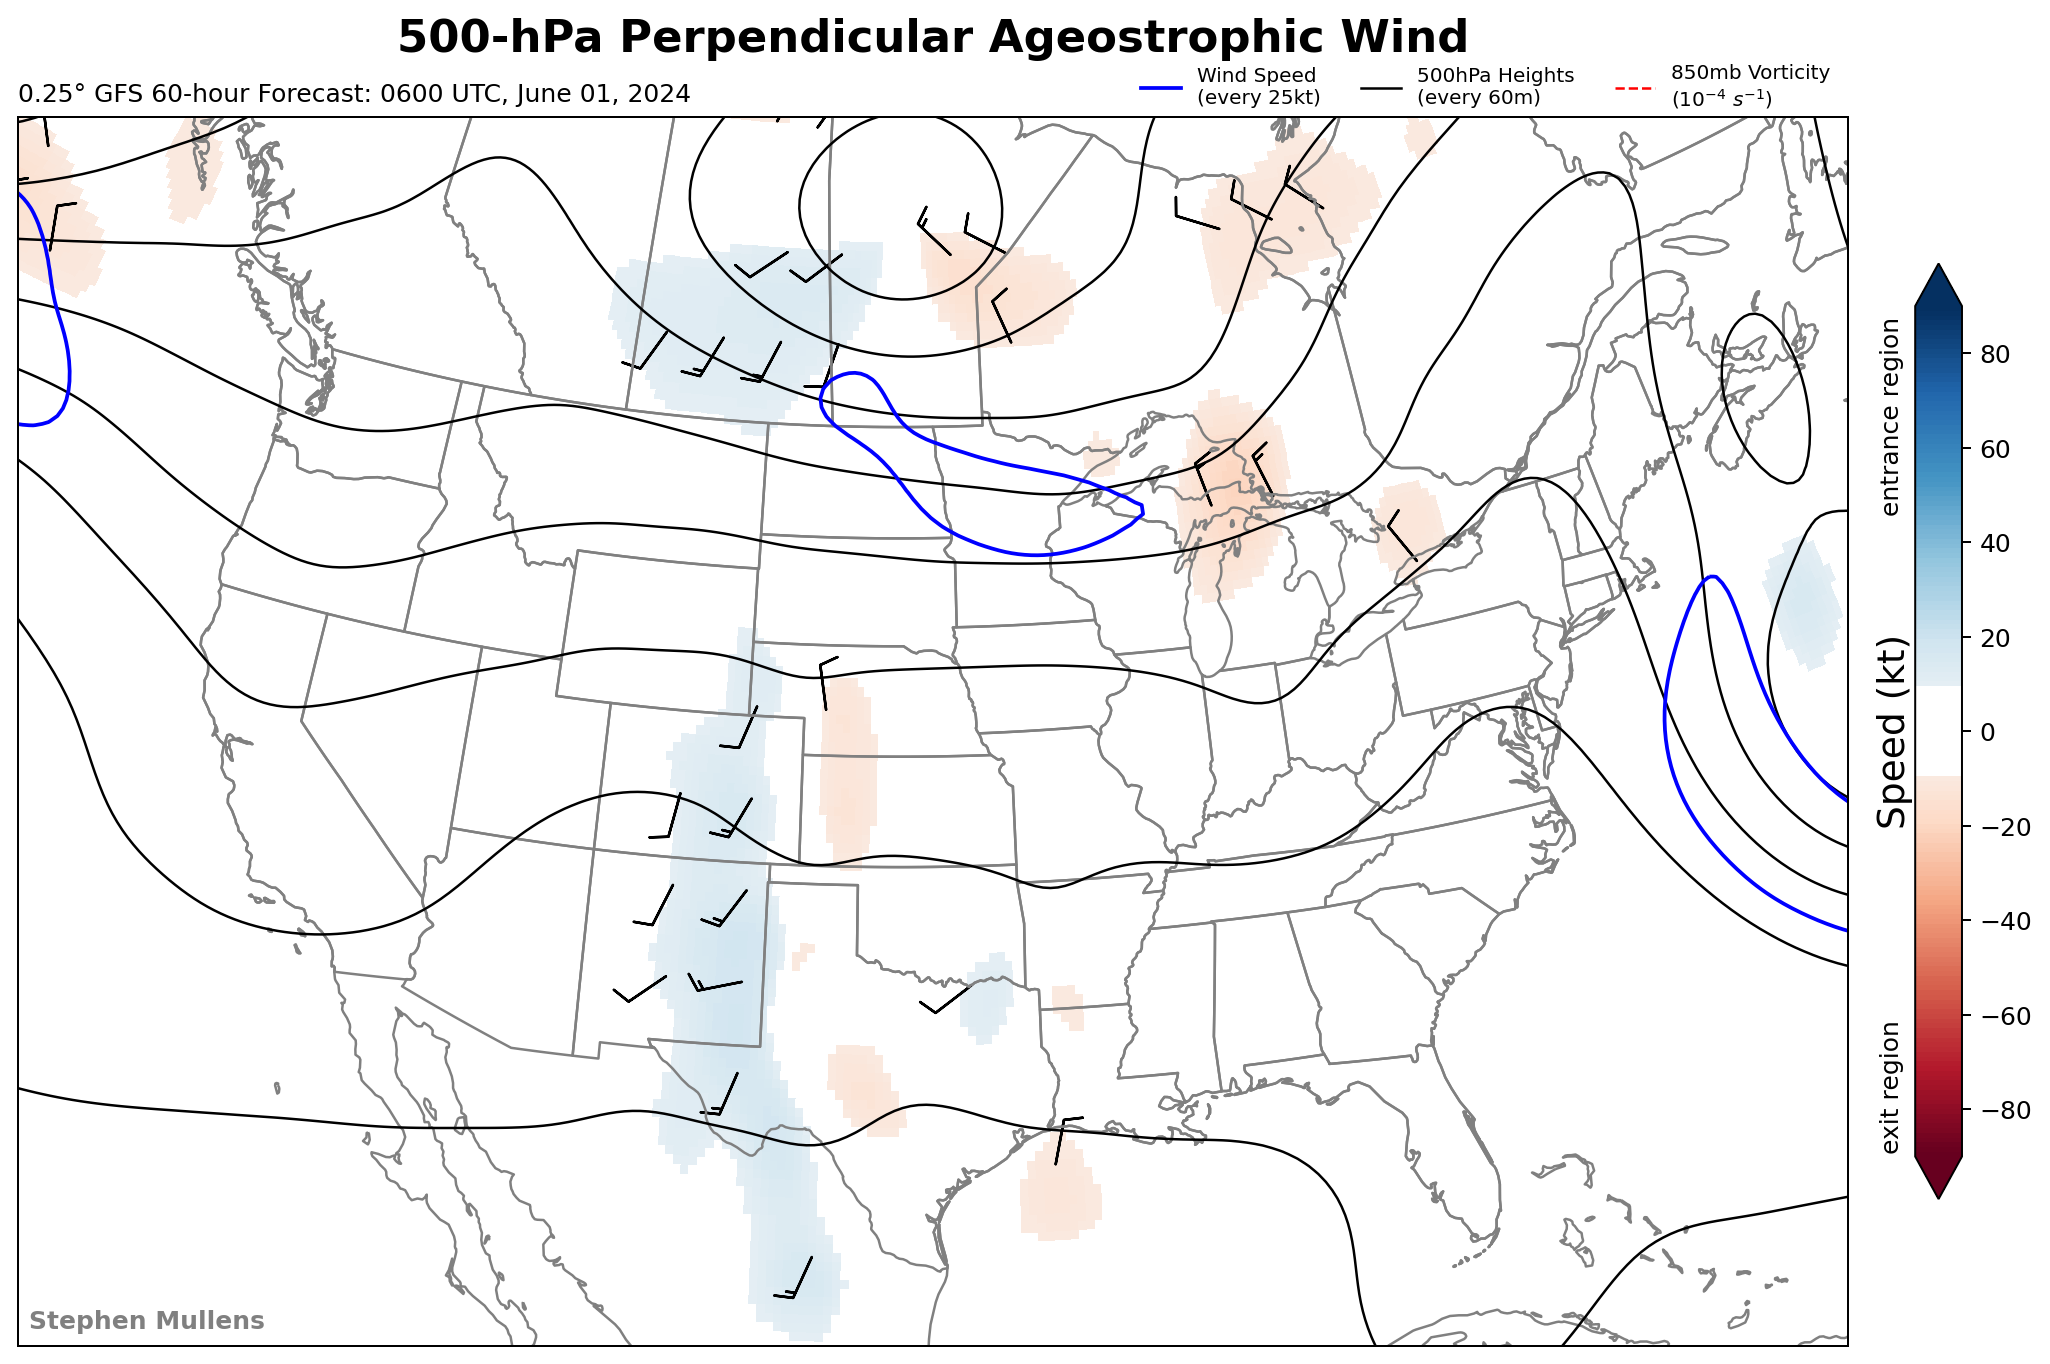 500-hPa Perpendicular Ageostrophic Wind
0.25° GFS 60-hour Forecast: 0600 UTC, June 01, 2024
Wind Speed
(every 25kt)
500hPa Heights
(every 60m)
850mb Vorticity
(10⁻⁴ s⁻¹)
entrance region
Speed (kt)
exit region
80
60
40
20
0
−20
−40
−60
−80
Stephen Mullens